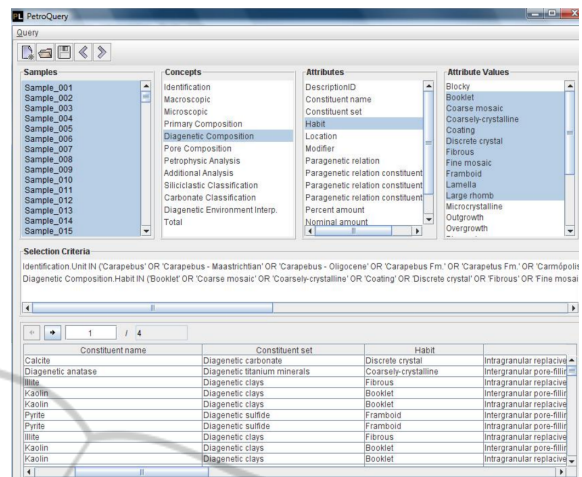 PL PetroQuery
Query
Samples
Sample_001
Sample_002
Sample_003
Sample_004
Sample_005
Sample_006
Sample_007
Sample_008
Sample_009
Sample_010
Sample_011
Sample_012
Sample_013
Sample_014
Sample_015
Concepts
Identification
Macroscopic
Microscopic
Primary Composition
Diagenetic Composition
Pore Composition
Petrophysic Analysis
Additional Analysis
Siliciclastic Classification
Carbonate Classification
Diagenetic Environment Interp.
Total
Attributes
DescriptionID
Constituent name
Constituent set
Habit
Location
Modifier
Paragenetic relation
Paragenetic relation constituent
Paragenetic relation constituent
Paragenetic relation constituent
Percent amount
Nominal amount
Attribute Values
Blocky
Booklet
Coarse mosaic
Coarsely-crystalline
Coating
Discrete crystal
Fibrous
Fine mosaic
Framboid
Lamella
Large rhomb
Microcrystalline
Outgrowth
Overgrowth
Selection Criteria
Identification.Unit IN ('Carapebus' OR 'Carapebus - Maastrichtian' OR 'Carapebus - Oligocene' OR 'Carapebus Fm.' OR 'Carapetus Fm.' OR 'Carmópolis
Diagenetic Composition.Habit IN ('Booklet' OR 'Coarse mosaic' OR 'Coarsely-crystalline' OR 'Coating' OR 'Discrete crystal' OR 'Fibrous' OR 'Fine mosai
1 / 4
Constituent name Constituent set Habit
Calcite Diagenetic carbonate Discrete crystal Intragranular replacive
Diagenetic anatase Diagenetic titanium minerals Coarsely-crystalline Intergranular pore-fillin
Illite Diagenetic clays Fibrous Intragranular replacive
Kaolin Diagenetic clays Booklet Intergranular pore-fillin
Kaolin Diagenetic clays Booklet Intragranular replacive
Pyrite Diagenetic sulfide Framboid Intragranular replacive
Pyrite Diagenetic sulfide Framboid Intergranular pore-fillin
Illite Diagenetic clays Fibrous Intragranular replacive
Kaolin Diagenetic clays Booklet Intergranular pore-fillin
Kaolin Diagenetic clays Booklet Intragranular replacive